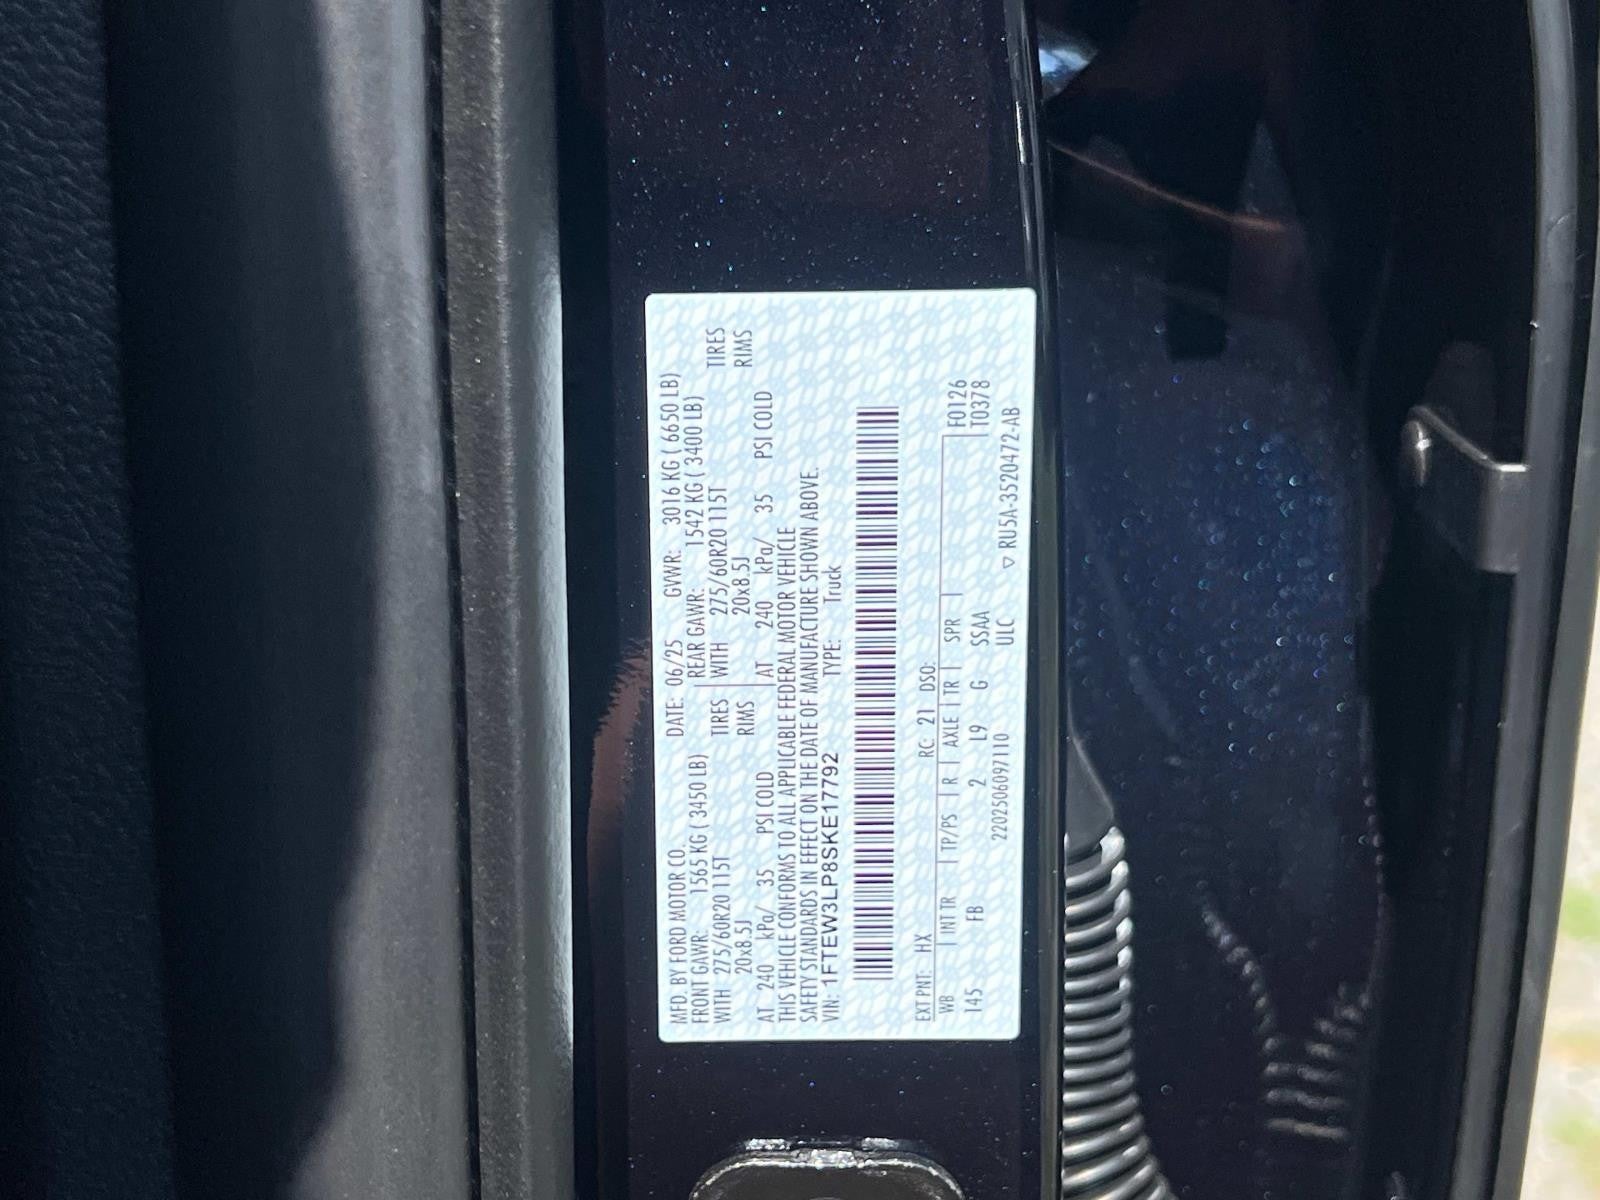 MFD. BY FORD MOTOR CO. DATE: 06/25 GVWR: 3016 KG ( 6650 LB)
FRONT GAWR: 1565 KG ( 3450 LB) REAR GAWR: 1542 KG ( 3400 LB)
WITH 275/60R20 115T TIRES WITH 275/60R20 115T TIRES
20x8.5J RIMS 20x8.5J RIMS
AT 240 kPa/ 35 PSI COLD AT 240 kPa/ 35 PSI COLD
THIS VEHICLE CONFORMS TO ALL APPLICABLE FEDERAL MOTOR VEHICLE
SAFETY STANDARDS IN EFFECT ON THE DATE OF MANUFACTURE SHOWN ABOVE.
VIN: 1FTEW3LP8SKE17792 TYPE: Truck
EXT PNT: HX RC: 21 DSO: F0126
WB INT TR TP/PS R AXLE TR SPR T0378
145 FB 2 L9 G SSAA
2202506097110 ULC ▽ RU5A-3520472-AB